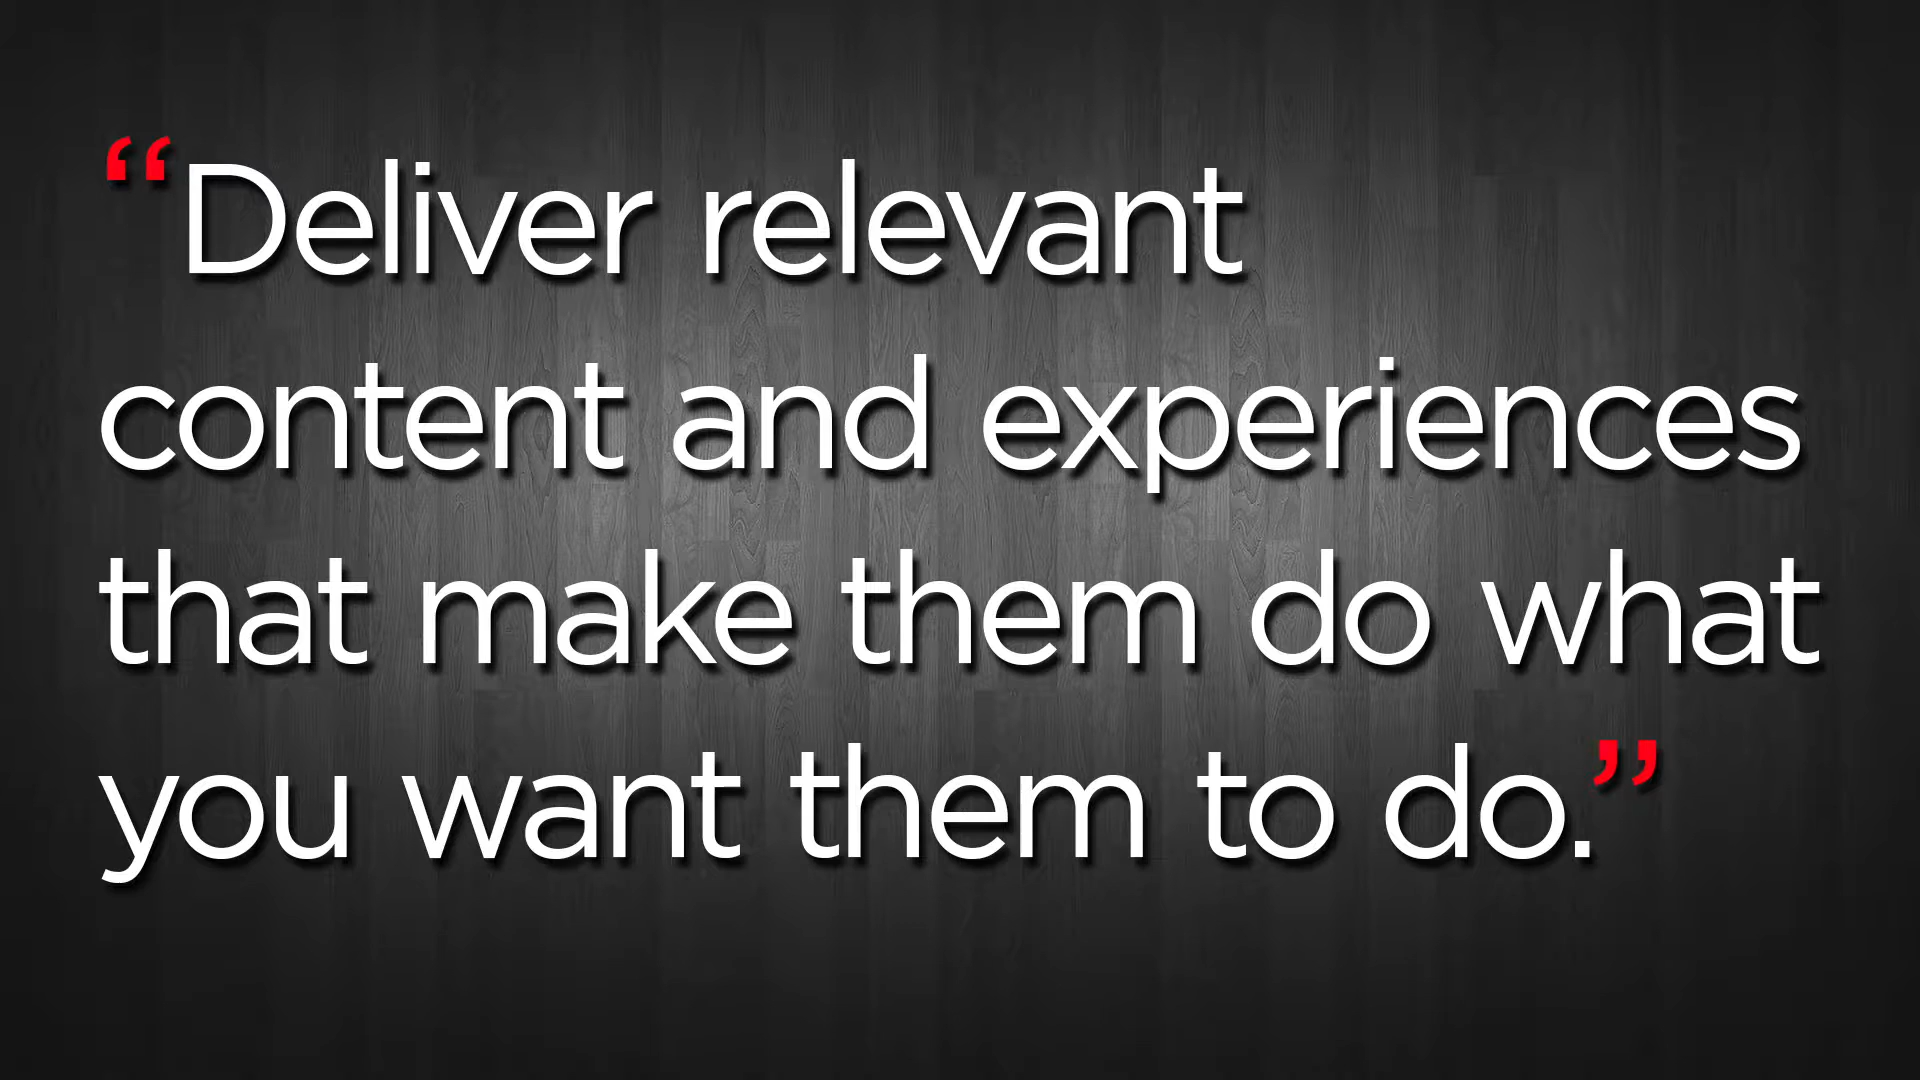 “Deliver relevant
content and experiences
that make them do what
you want them to do.”